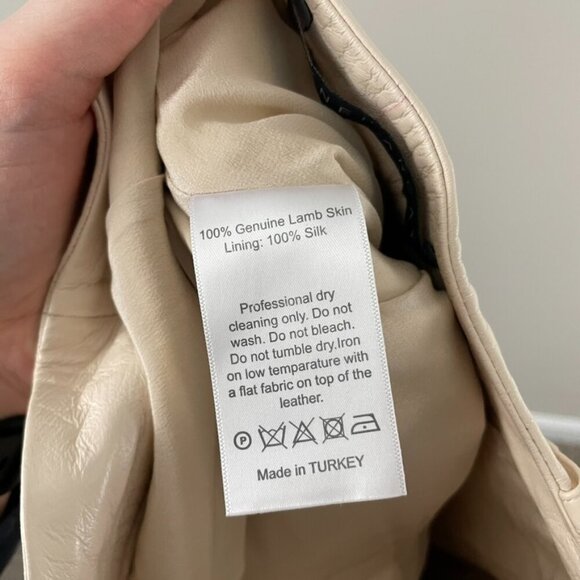 100% Genuine Lamb Skin
Lining: 100% Silk
Professional dry
cleaning only. Do not
wash. Do not bleach.
Do not tumble dry.Iron
on low temparature with
a flat fabric on top of the
leather.
P
Made in TURKEY